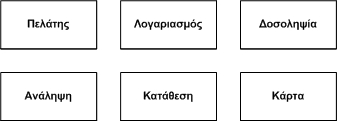 Πελάτης
Λογαριασμός
Δοσοληψία
Ανάληψη
Κατάθεση
Κάρτα